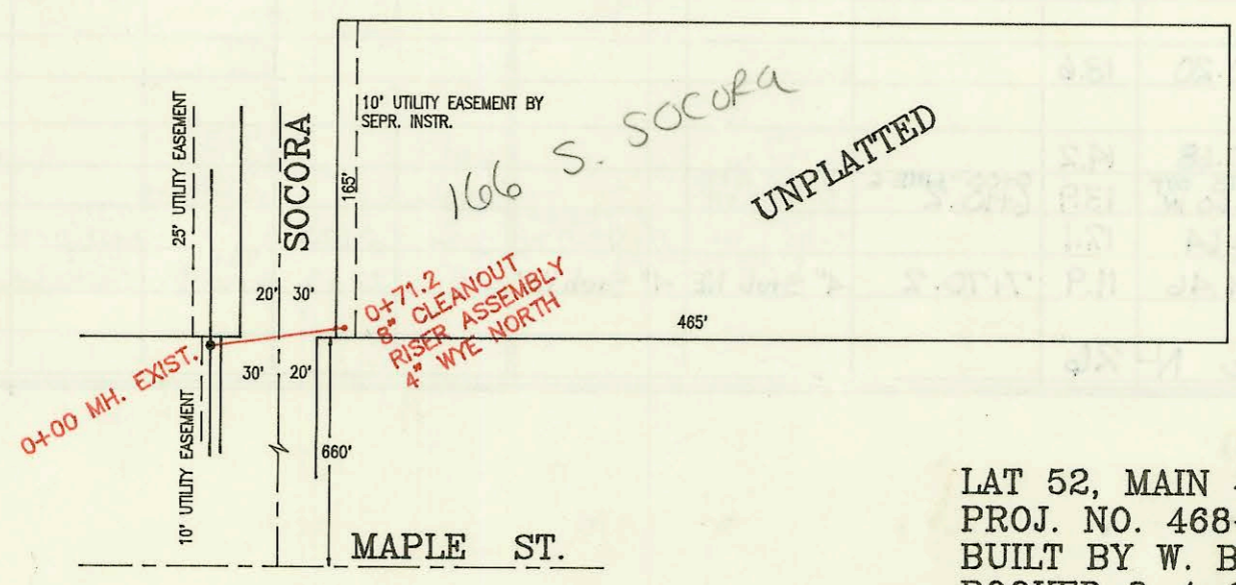 10' UTILITY EASEMENT BY
SEPR. INSTR.
166 S. SOCORA
UNPLATTED
25' UTILITY EASEMENT
SOCORA
165'
20' 30'
0+71.2
8" CLEANOUT
RISER ASSEMBLY
4" WYE NORTH
465'
0+00 MH. EXIST.
30' 20'
10' UTILITY EASEMENT
660'
MAPLE ST.
LAT 52, MAIN
PROJ. NO. 468-
BUILT BY W. B